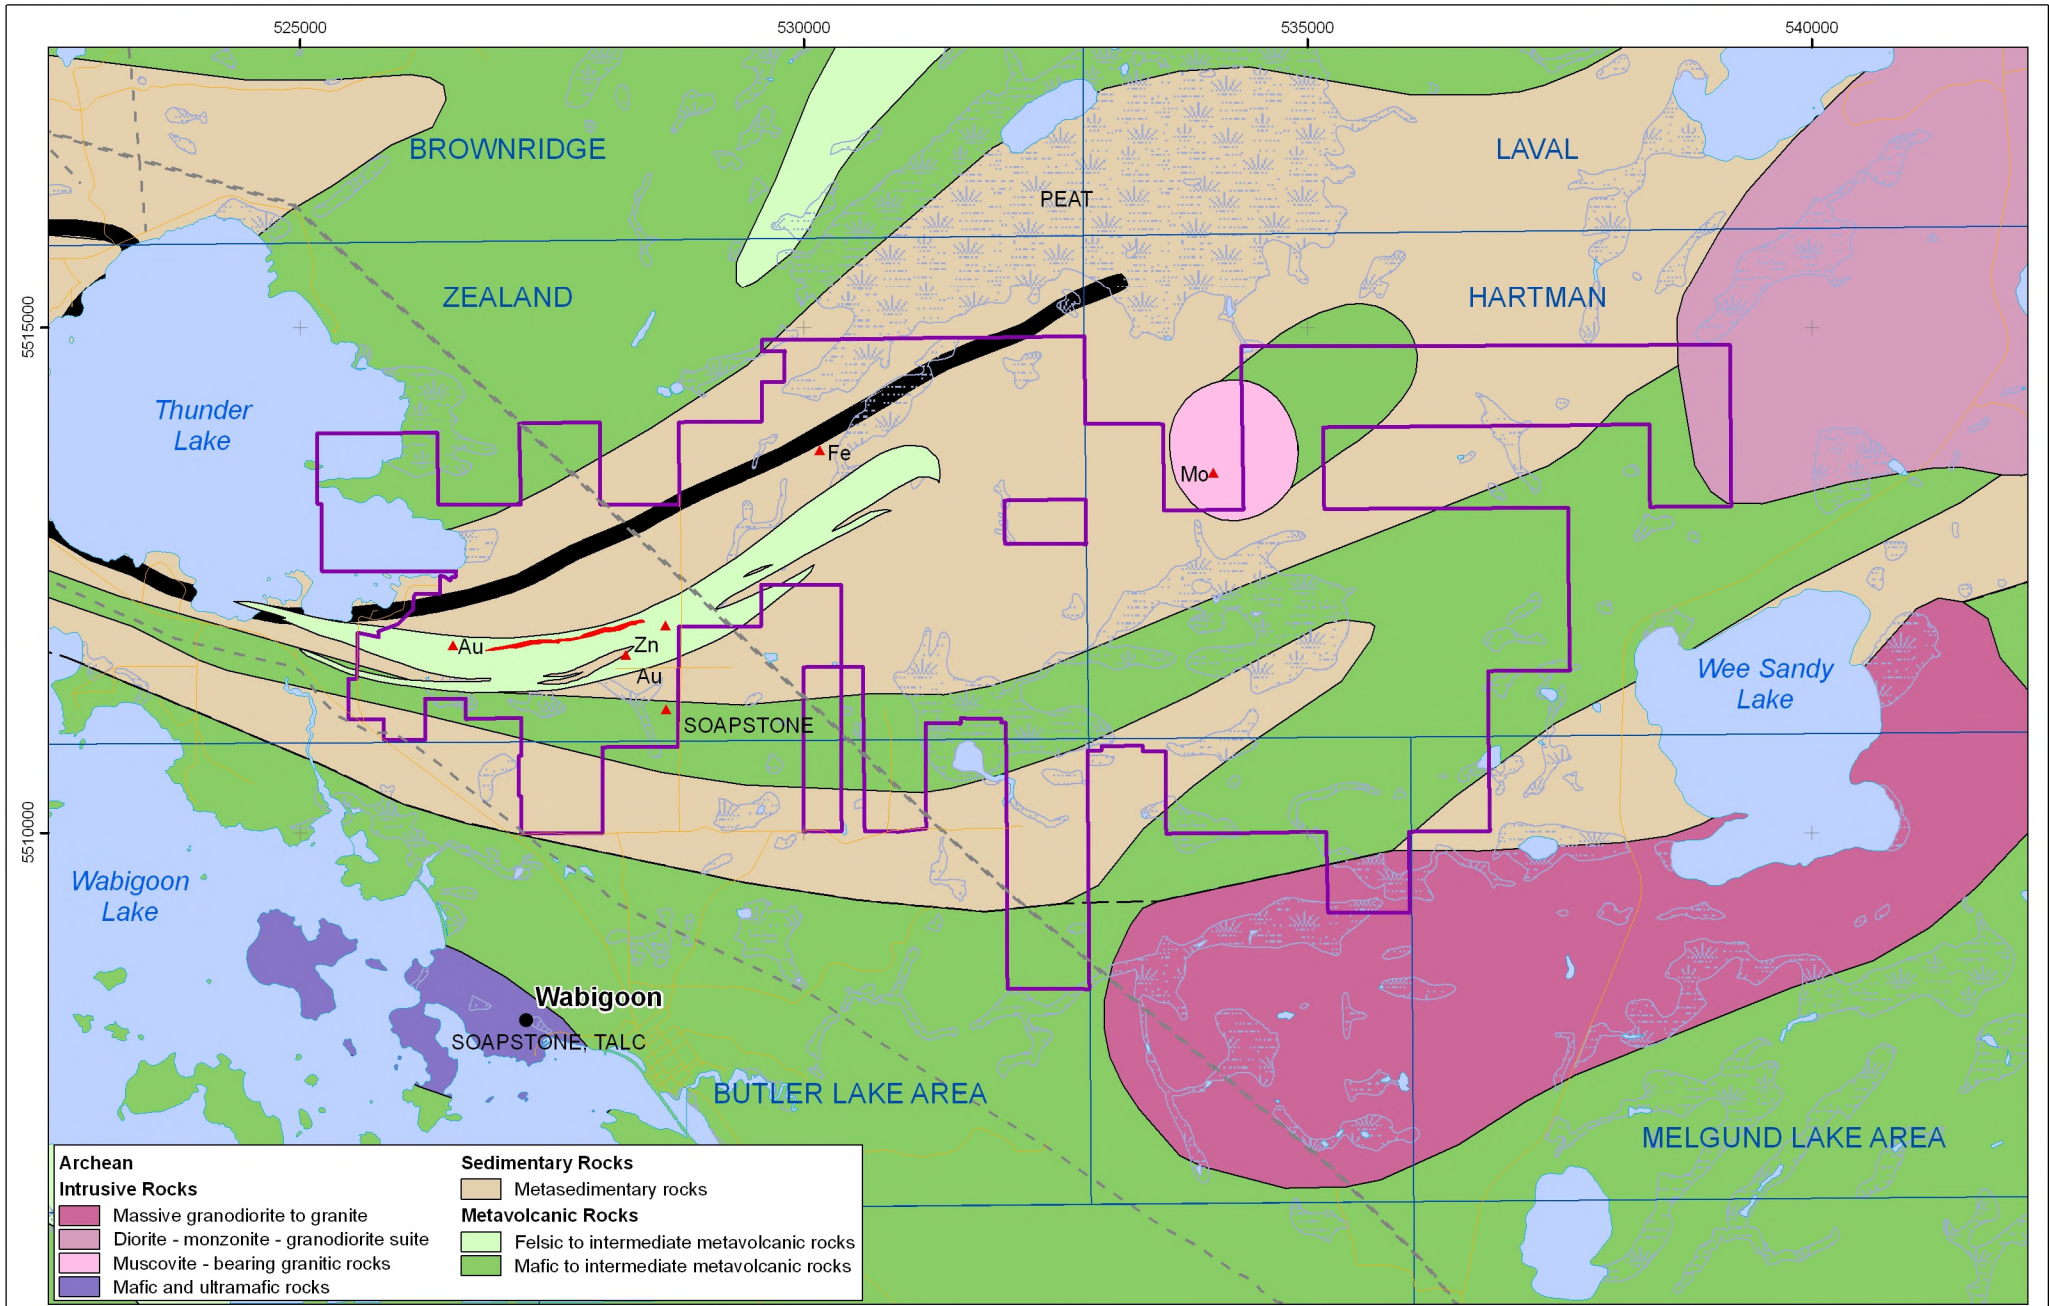 525000 530000 535000 540000
BROWNRIDGE
LAVAL
PEAT
ZEALAND
HARTMAN
5515000
Thunder
Lake
Fe
Mo
Au
Zn
Au
Wee Sandy
Lake
SOAPSTONE
5510000
Wabigoon
Lake
Wabigoon
SOAPSTONE, TALC
BUTLER LAKE AREA
MELGUND LAKE AREA
Archean
Intrusive Rocks
Massive granodiorite to granite
Diorite - monzonite - granodiorite suite
Muscovite - bearing granitic rocks
Mafic and ultramafic rocks
Sedimentary Rocks
Metasedimentary rocks
Metavolcanic Rocks
Felsic to intermediate metavolcanic rocks
Mafic to intermediate metavolcanic rocks